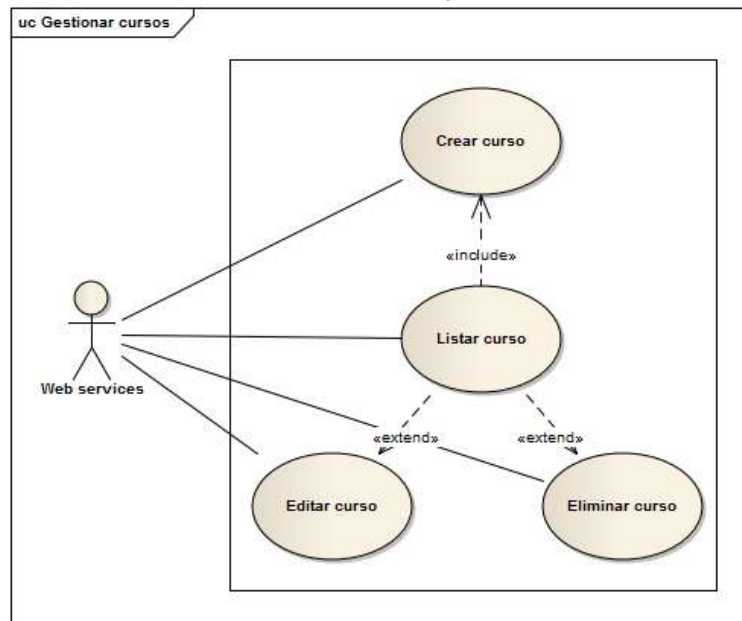 uc Gestionar cursos
Crear curso
«include»
Listar curso
Web services
«extend»
«extend»
Editar curso
Eliminar curso